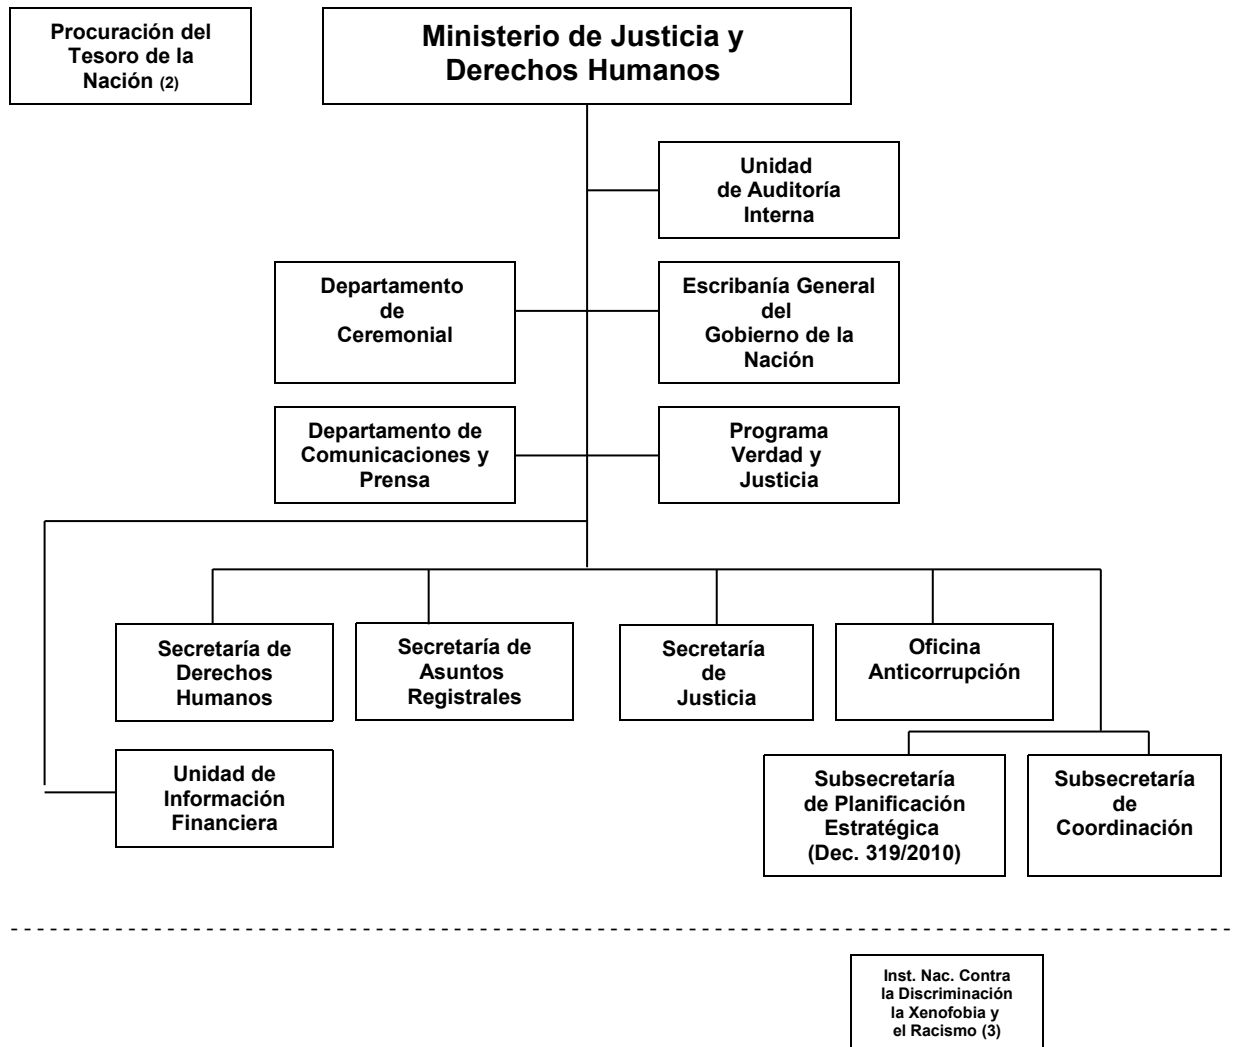 Procuración del
Tesoro de la
Nación (2)
Ministerio de Justicia y
Derechos Humanos
Unidad
de Auditoría
Interna
Departamento
de
Ceremonial
Escribanía General
del
Gobierno de la
Nación
Departamento de
Comunicaciones y
Prensa
Programa
Verdad y
Justicia
Secretaría de
Derechos
Humanos
Secretaría de
Asuntos
Registrales
Secretaría
de
Justicia
Oficina
Anticorrupción
Unidad de
Información
Financiera
Subsecretaría
de Planificación
Estratégica
(Dec. 319/2010)
Subsecretaría
de
Coordinación
Inst. Nac. Contra
la Discriminación
la Xenofobia y
el Racismo (3)